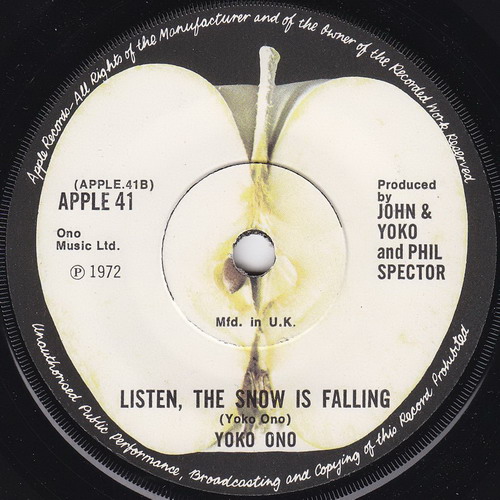 Apple Records-All Rights of the Manufacturer and of the Owner of the Recorded Work Reserved
(APPLE.41B)
APPLE 41
Ono
Music Ltd.
Ⓟ 1972
Produced
by
JOHN &
YOKO
and PHIL
SPECTOR
Mfd. in U.K.
LISTEN, THE SNOW IS FALLING
(Yoko Ono)
YOKO ONO
Unauthorised Public Performance, Broadcasting and Copying of this Record Prohibited